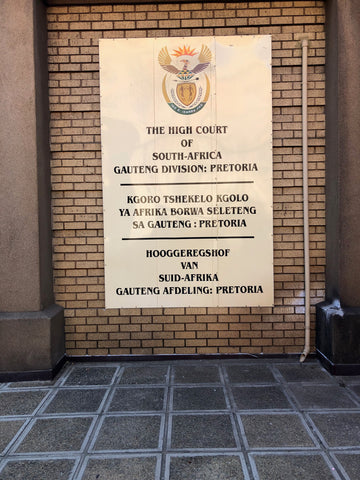 THE HIGH COURT
OF
SOUTH-AFRICA
GAUTENG DIVISION: PRETORIA
KGORO TSHEKELO KGOLO
YA AFRIKA BORWA SELETENG
SA GAUTENG : PRETORIA
HOOGGEREGSHOF
VAN
SUID-AFRIKA
GAUTENG AFDELING: PRETORIA